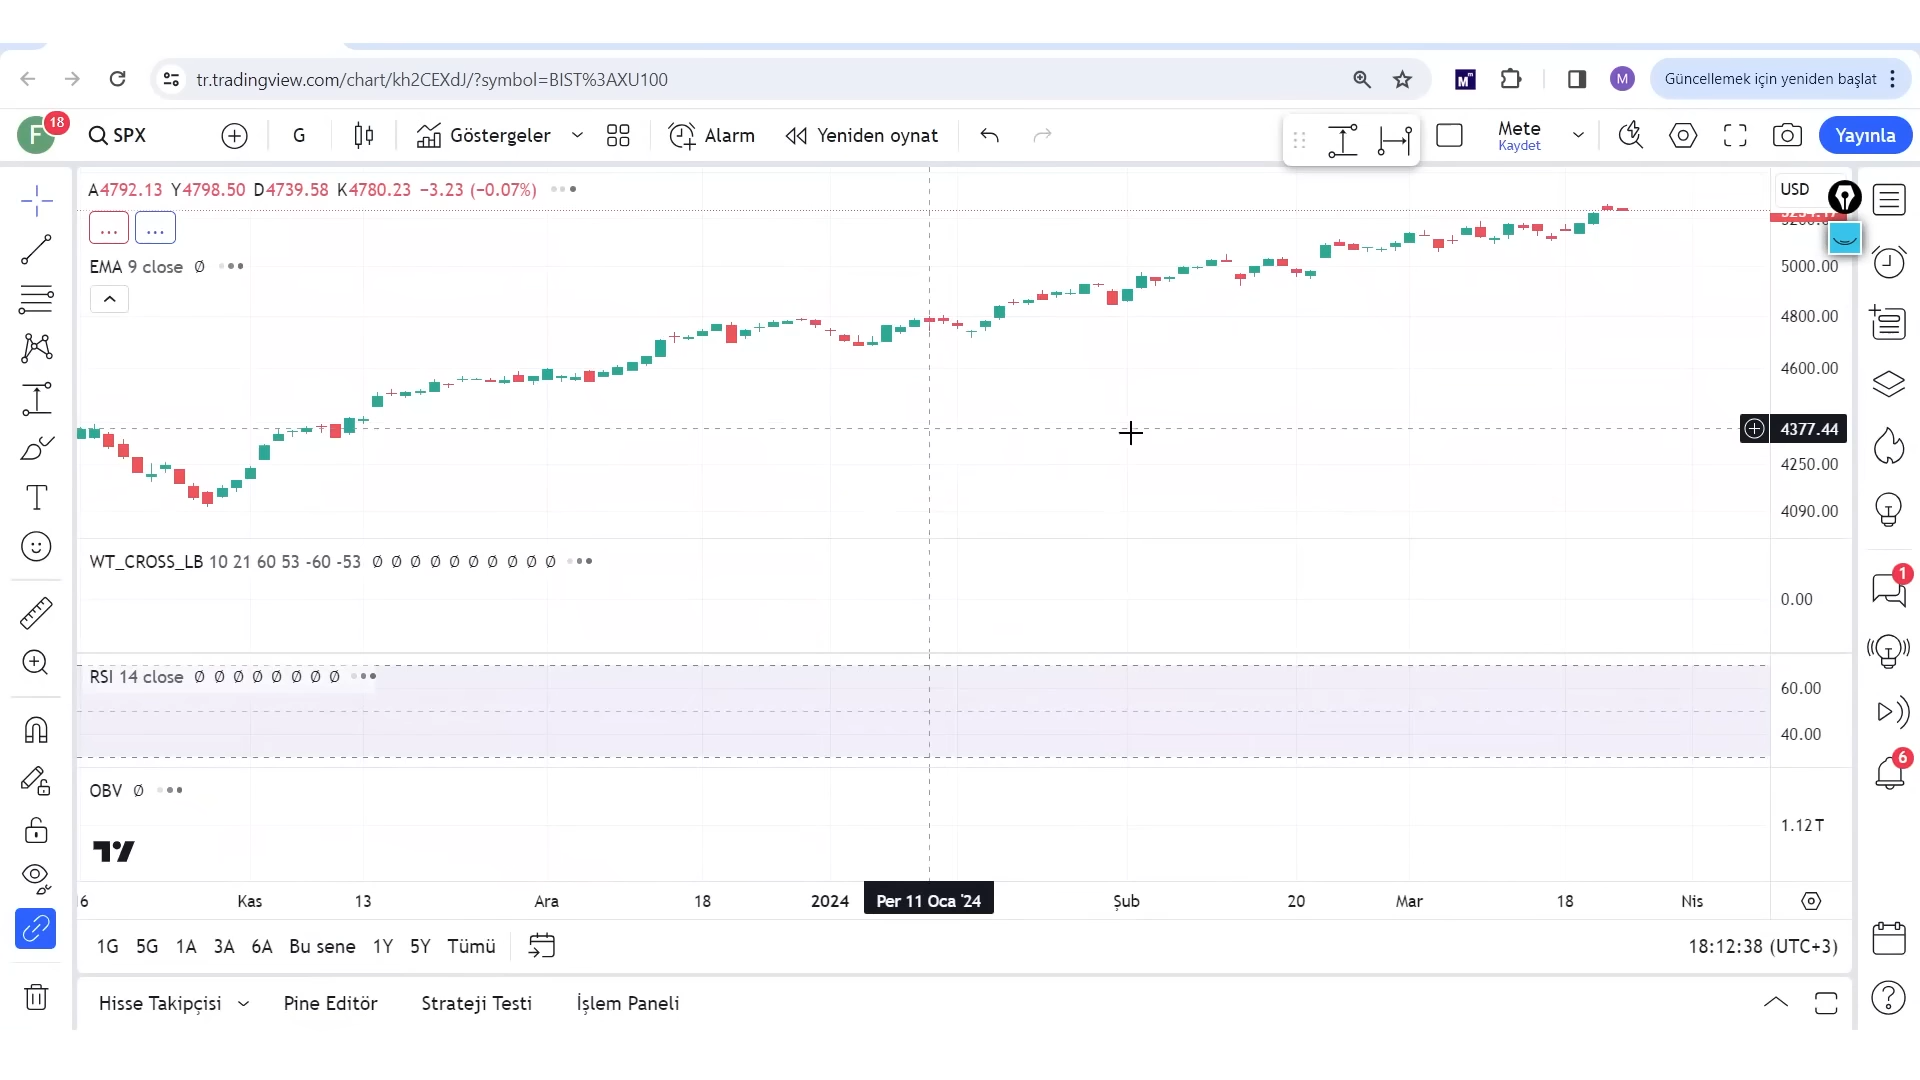 tr.tradingview.com/chart/kh2CEXdJ/?symbol=BIST%3AXU100
M
M
Güncellemek için yeniden başlat
F
18
SPX
G
Göstergeler
Alarm
Yeniden oynat
Mete
Kaydet
Yayınla
A4792.13 Y4798.50 D4739.58 K4780.23 −3.23 (−0.07%)
USD
...
...
EMA 9 close Ø
5000.00
4800.00
4600.00
4377.44
4250.00
4090.00
WT_CROSS_LB 10 21 60 53 -60 -53 Ø Ø Ø Ø Ø Ø Ø Ø Ø Ø
0.00
RSI 14 close Ø Ø Ø Ø Ø Ø Ø Ø
60.00
40.00
OBV Ø
1.12T
1
6
T
16 Kas 13 Ara 18 2024 Per 11 Oca '24 Şub 20 Mar 18 Nis
1G 5G 1A 3A 6A Bu sene 1Y 5Y Tümü
18:12:38 (UTC+3)
Hisse Takipçisi Pine Editör Strateji Testi İşlem Paneli